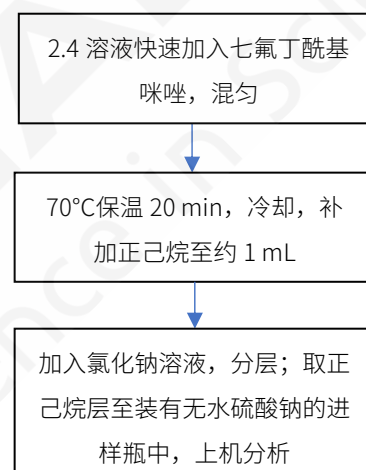 2.4 溶液快速加入七氟丁酰基
咪唑，混匀
70°C保温 20 min，冷却，补
加正己烷至约 1 mL
加入氯化钠溶液，分层；取正
己烷层至装有无水硫酸钠的进
样瓶中，上机分析